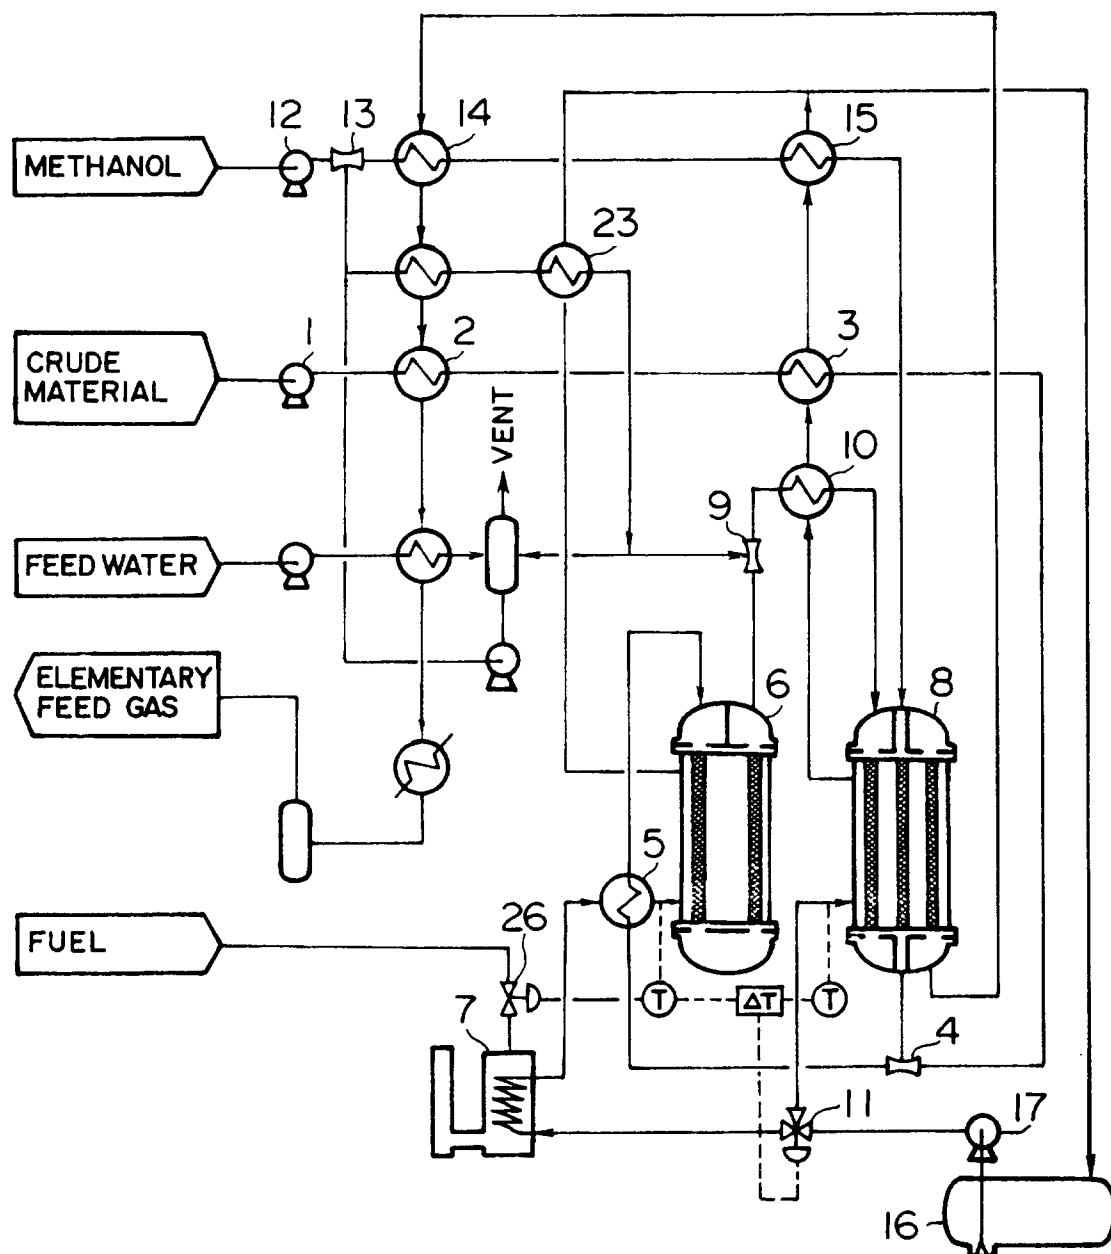 12
13
14
15
METHANOL
23
1
2
3
CRUDE
MATERIAL
VENT
10
9
FEED WATER
ELEMENTARY
FEED GAS
6
8
5
FUEL
26
T
ΔT
T
7
4
11
17
16